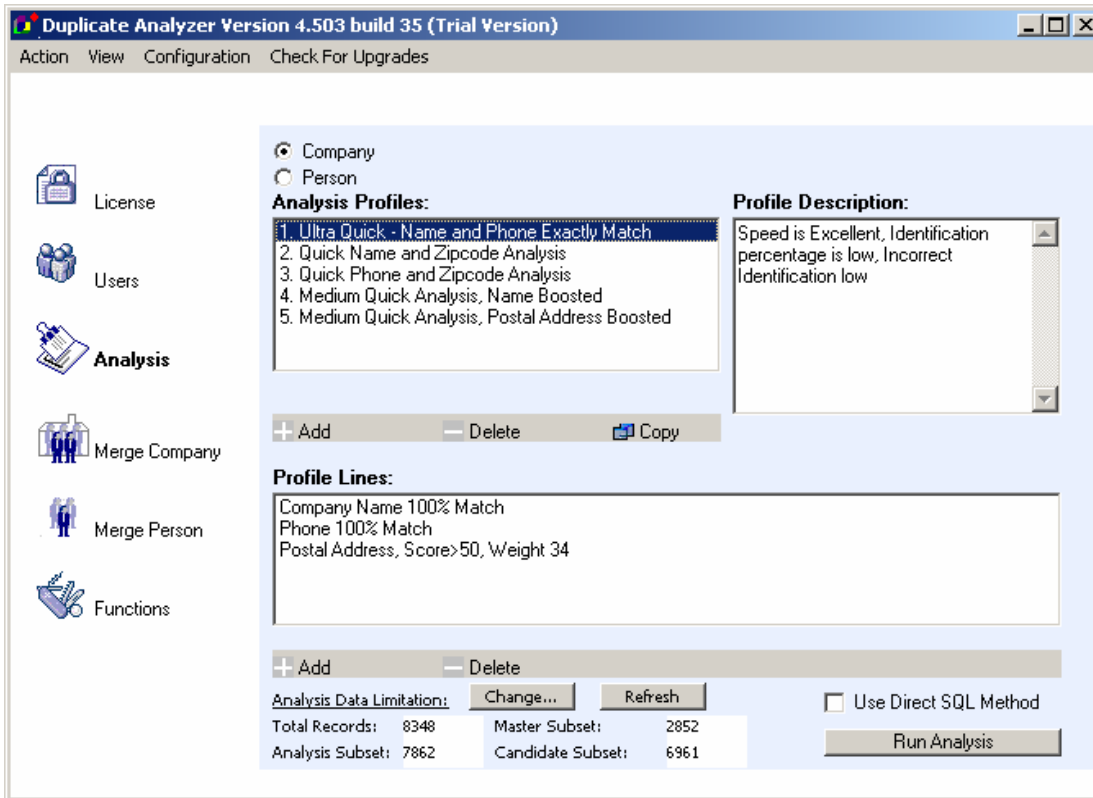 Duplicate Analyzer Version 4.503 build 35 (Trial Version)
Action View Configuration Check For Upgrades
License
Users
Analysis
Merge Company
Merge Person
Functions
Company
Person
Analysis Profiles:
1. Ultra Quick - Name and Phone Exactly Match
2. Quick Name and Zipcode Analysis
3. Quick Phone and Zipcode Analysis
4. Medium Quick Analysis, Name Boosted
5. Medium Quick Analysis, Postal Address Boosted
Add Delete Copy
Profile Description:
Speed is Excellent, Identification
percentage is low, Incorrect
Identification low
Profile Lines:
Company Name 100% Match
Phone 100% Match
Postal Address, Score>50, Weight 34
Add Delete
Analysis Data Limitation: Change... Refresh
Total Records: 8348 Master Subset: 2852
Analysis Subset: 7862 Candidate Subset: 6961
Use Direct SQL Method
Run Analysis